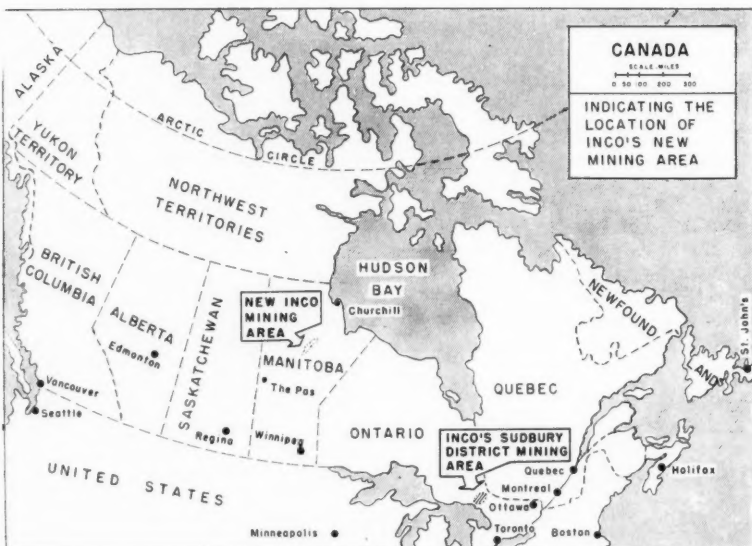 CANADA
SCALE-MILES
0 50 100 200 300
INDICATING THE
LOCATION OF
INCO'S NEW
MINING AREA
ALASKA
YUKON
TERRITORY
ARCTIC
CIRCLE
NORTHWEST
TERRITORIES
BRITISH
COLUMBIA
ALBERTA
Edmonton
SASKATCHEWAN
NEW INCO
MINING
AREA
MANITOBA
The Pas
HUDSON
BAY
Churchill
NEWFOUND
LAND
St. John's
QUEBEC
ONTARIO
INCO'S SUDBURY
DISTRICT MINING
AREA
Vancouver
Seattle
Regina
Winnipeg
Quebec
Montreal
Ottawa
Toronto
Halifax
Boston
UNITED STATES
Minneapolis